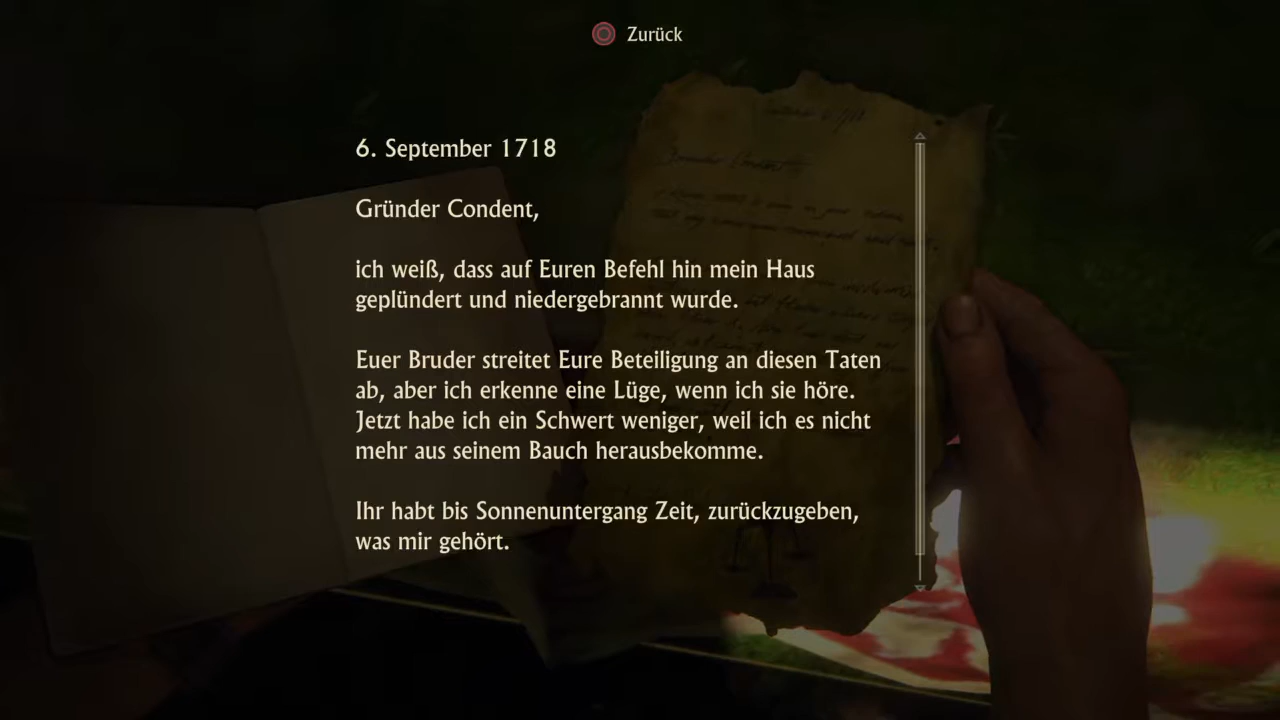 Zurück
6. September 1718
Gründer Condent,
ich weiß, dass auf Euren Befehl hin mein Haus
geplündert und niedergebrannt wurde.
Euer Bruder streitet Eure Beteiligung an diesen Taten
ab, aber ich erkenne eine Lüge, wenn ich sie höre.
Jetzt habe ich ein Schwert weniger, weil ich es nicht
mehr aus seinem Bauch herausbekomme.
Ihr habt bis Sonnenuntergang Zeit, zurückzugeben,
was mir gehört.